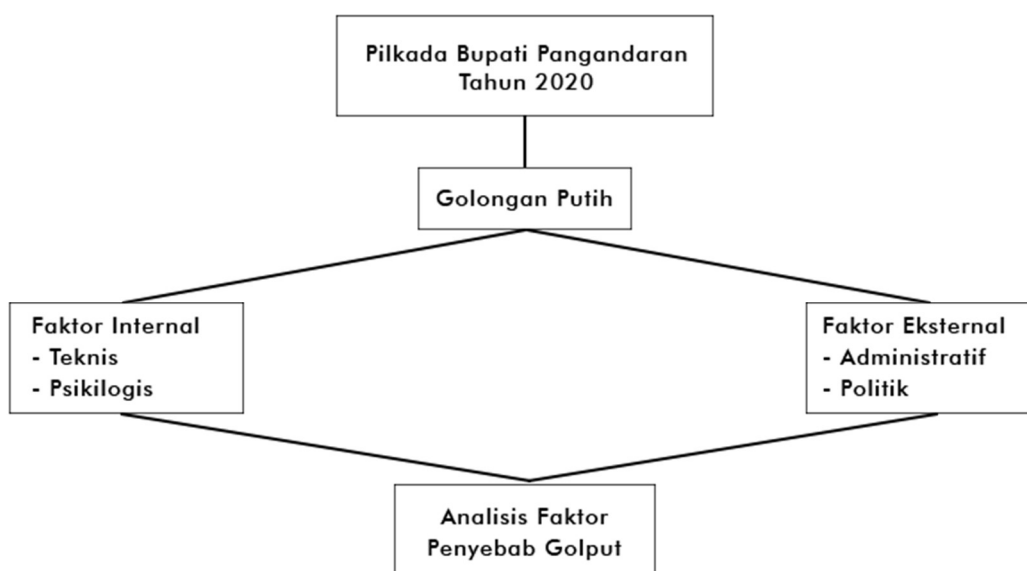 Pilkada Bupati Pangandaran
Tahun 2020
Golongan Putih
Faktor Internal
- Teknis
- Psikilogis
Faktor Eksternal
- Administratif
- Politik
Analisis Faktor
Penyebab Golput